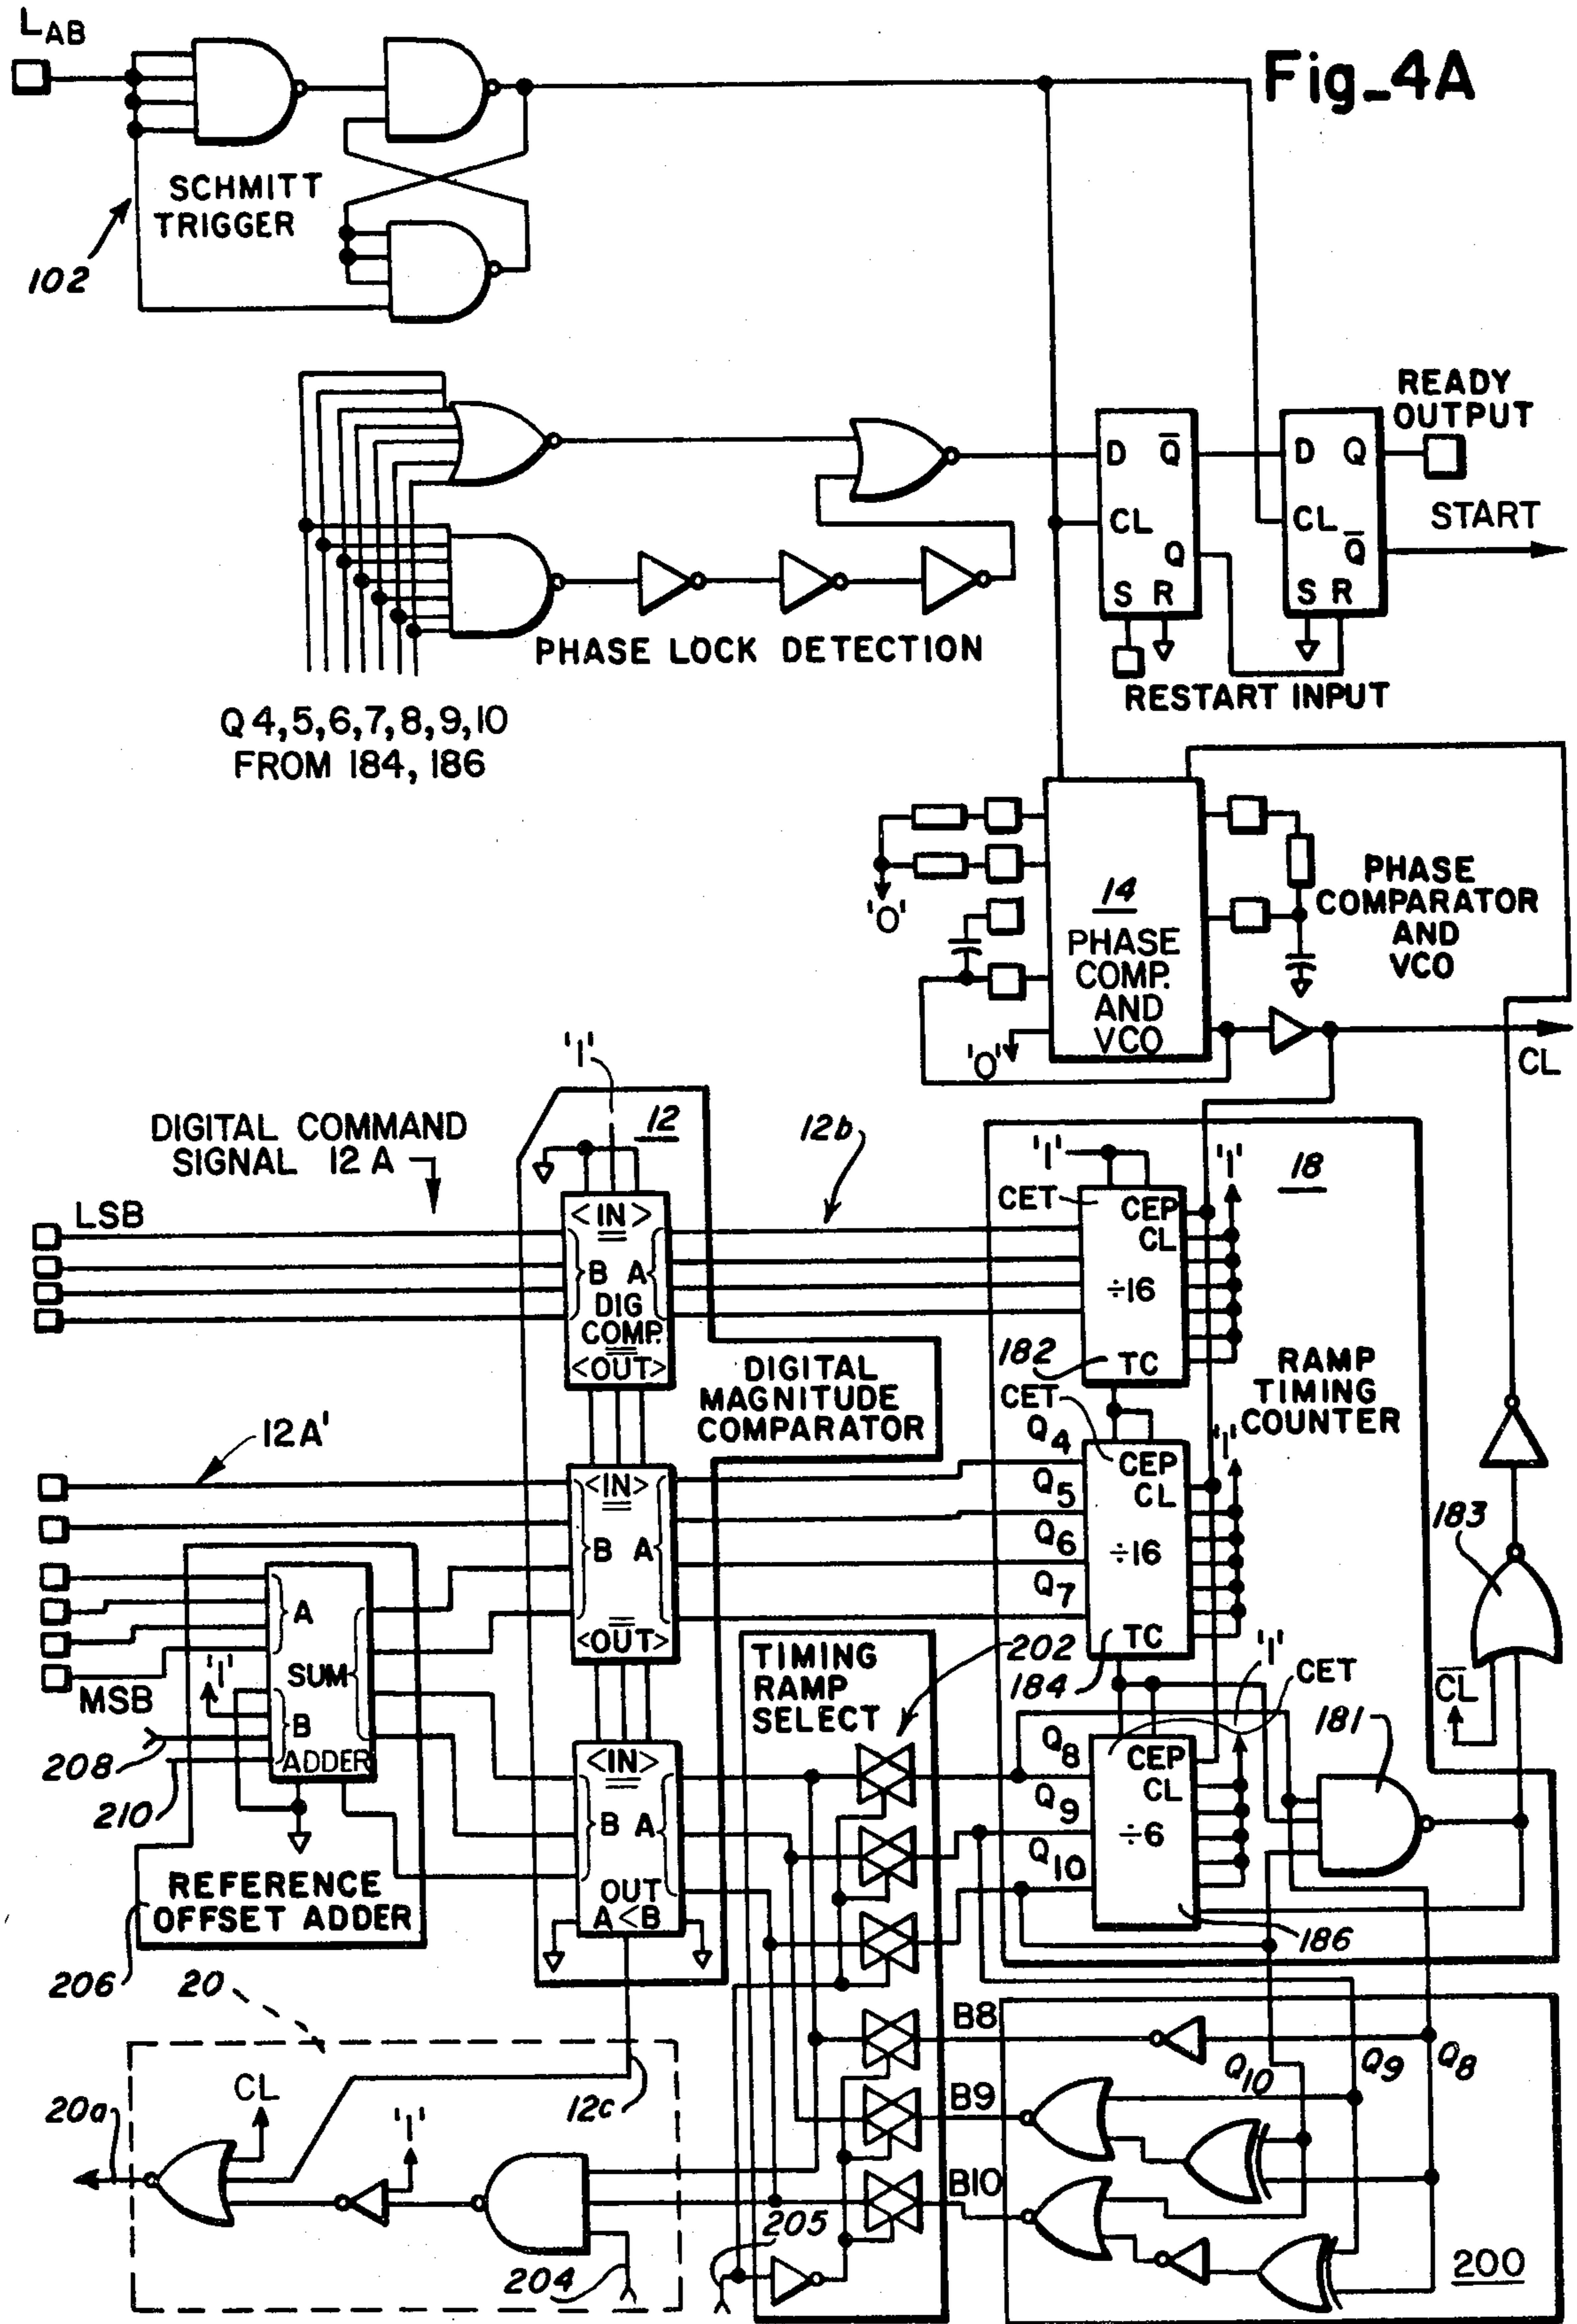 L_AB
Fig_4A
SCHMITT
TRIGGER
102
READY
OUTPUT
D Q̅
CL
Q
S R
D Q
CL
Q̅
S R
START
PHASE LOCK DETECTION
RESTART INPUT
Q 4,5,6,7,8,9,10
FROM 184, 186
'0'
14
PHASE
COMP.
AND
VCO
PHASE
COMPARATOR
AND
VCO
'0'
CL
'1'
DIGITAL COMMAND
SIGNAL 12 A
12
12b
'1'
'1'
18
LSB
<IN>
=
B A
DIG
COMP.
=
<OUT>
CET
CEP
CL
÷16
182
TC
RAMP
TIMING
COUNTER
DIGITAL
MAGNITUDE
COMPARATOR
CET
12A'
Q4
Q5
Q6
Q7
<IN>
=
B A
=
<OUT>
CEP
CL
÷16
TC
'1'
183
A
SUM
B
ADDER
'1'
MSB
208
210
TIMING
RAMP
SELECT
202
184
'1'
CET
C̅L̅
181
<IN>
=
B A
OUT
A<B
Q8
Q9
Q10
CEP
CL
÷6
186
REFERENCE
OFFSET ADDER
206
20
B8
B9
B10
Q10
Q9
Q8
CL
20a
'1'
12c
204
205
200